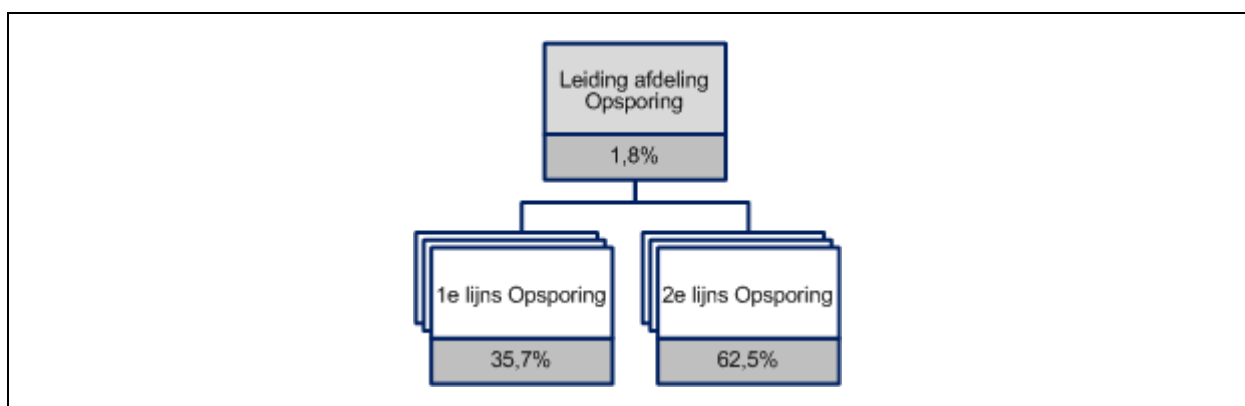 Leiding afdeling
Opsporing
1,8%
1e lijns Opsporing
35,7%
2e lijns Opsporing
62,5%